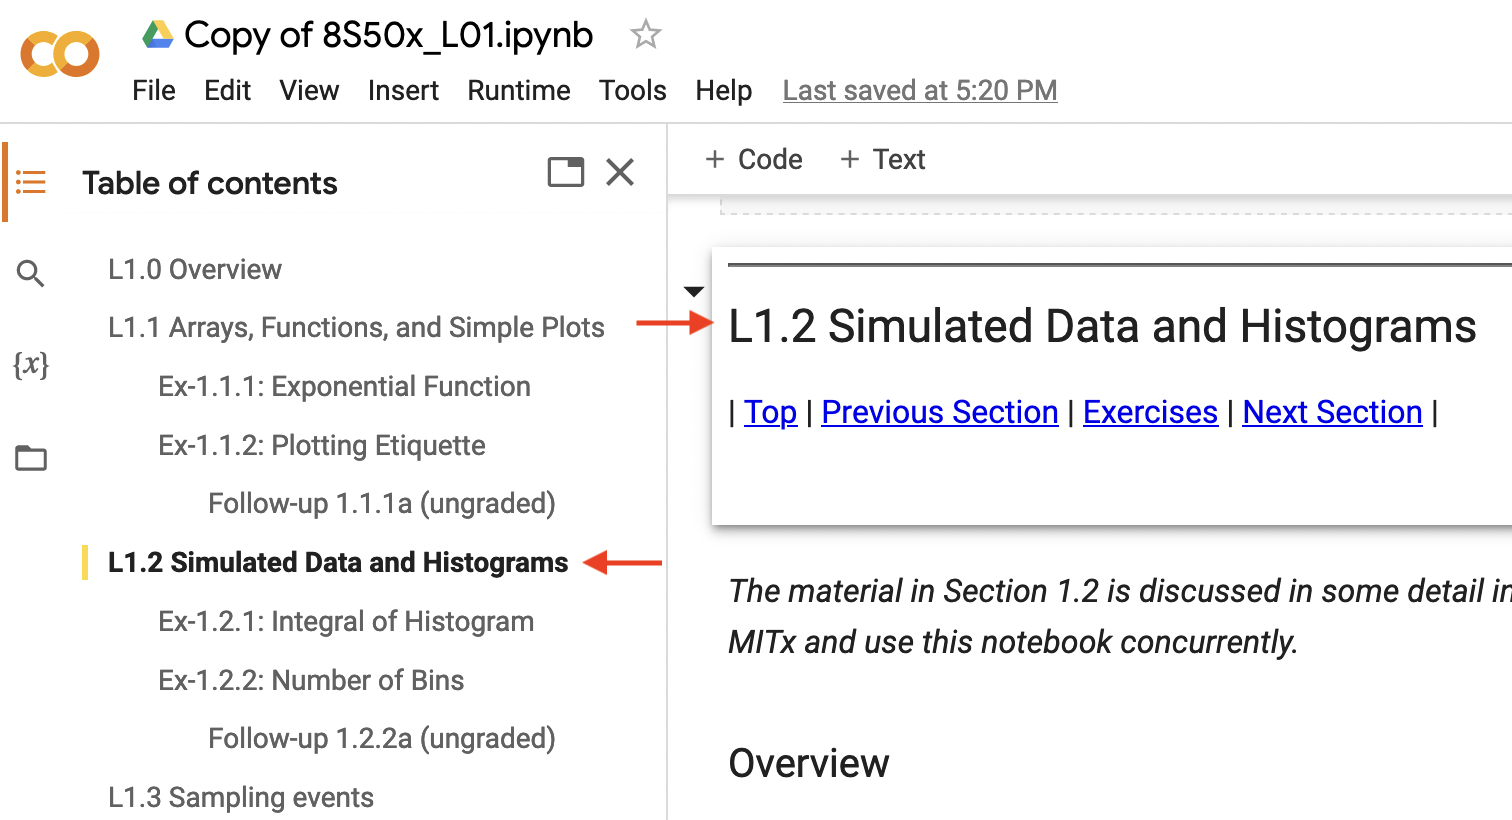 Copy of 8S50x_L01.ipynb
File Edit View Insert Runtime Tools Help Last saved at 5:20 PM
Table of contents
L1.0 Overview
L1.1 Arrays, Functions, and Simple Plots
Ex-1.1.1: Exponential Function
Ex-1.1.2: Plotting Etiquette
Follow-up 1.1.1a (ungraded)
L1.2 Simulated Data and Histograms
Ex-1.2.1: Integral of Histogram
Ex-1.2.2: Number of Bins
Follow-up 1.2.2a (ungraded)
L1.3 Sampling events
{x}
+ Code + Text
L1.2 Simulated Data and Histograms
| Top | Previous Section | Exercises | Next Section |
The material in Section 1.2 is discussed in some detail in
MITx and use this notebook concurrently.
Overview